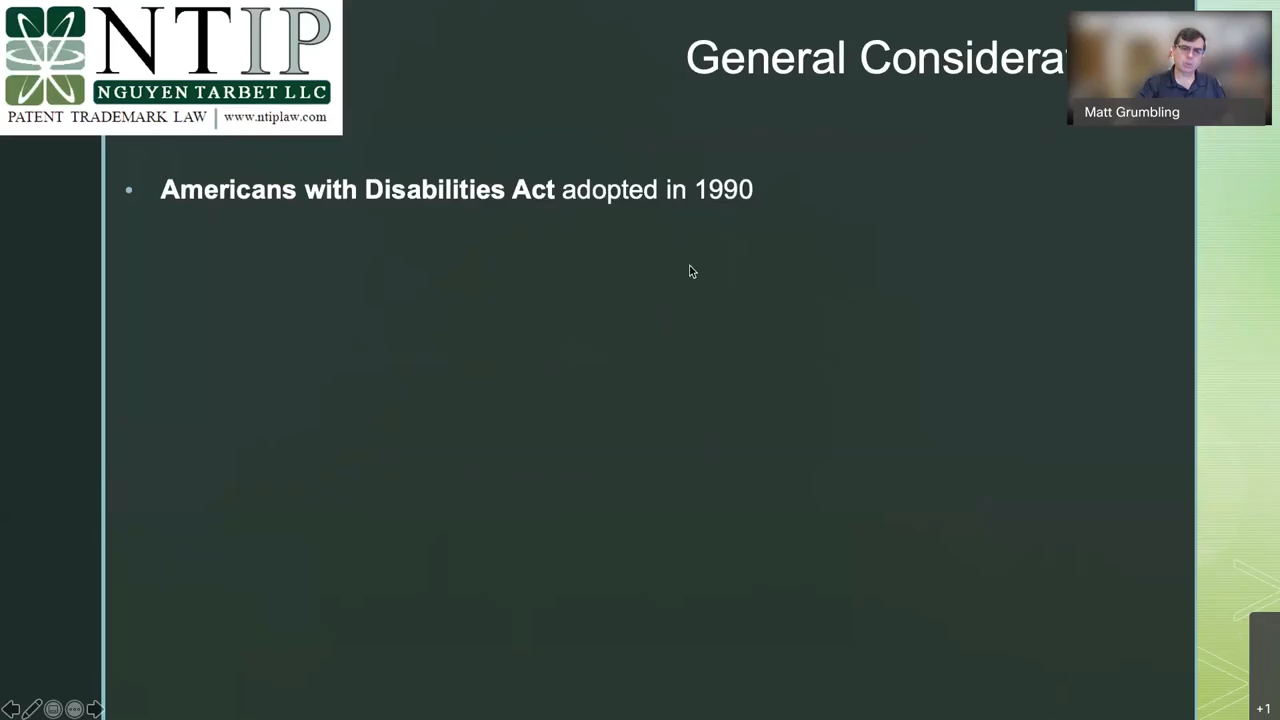 NTIP
NGUYEN TARBET LLC
PATENT TRADEMARK LAW | www.ntiplaw.com
General Considera
Matt Grumbling
• Americans with Disabilities Act adopted in 1990
+1